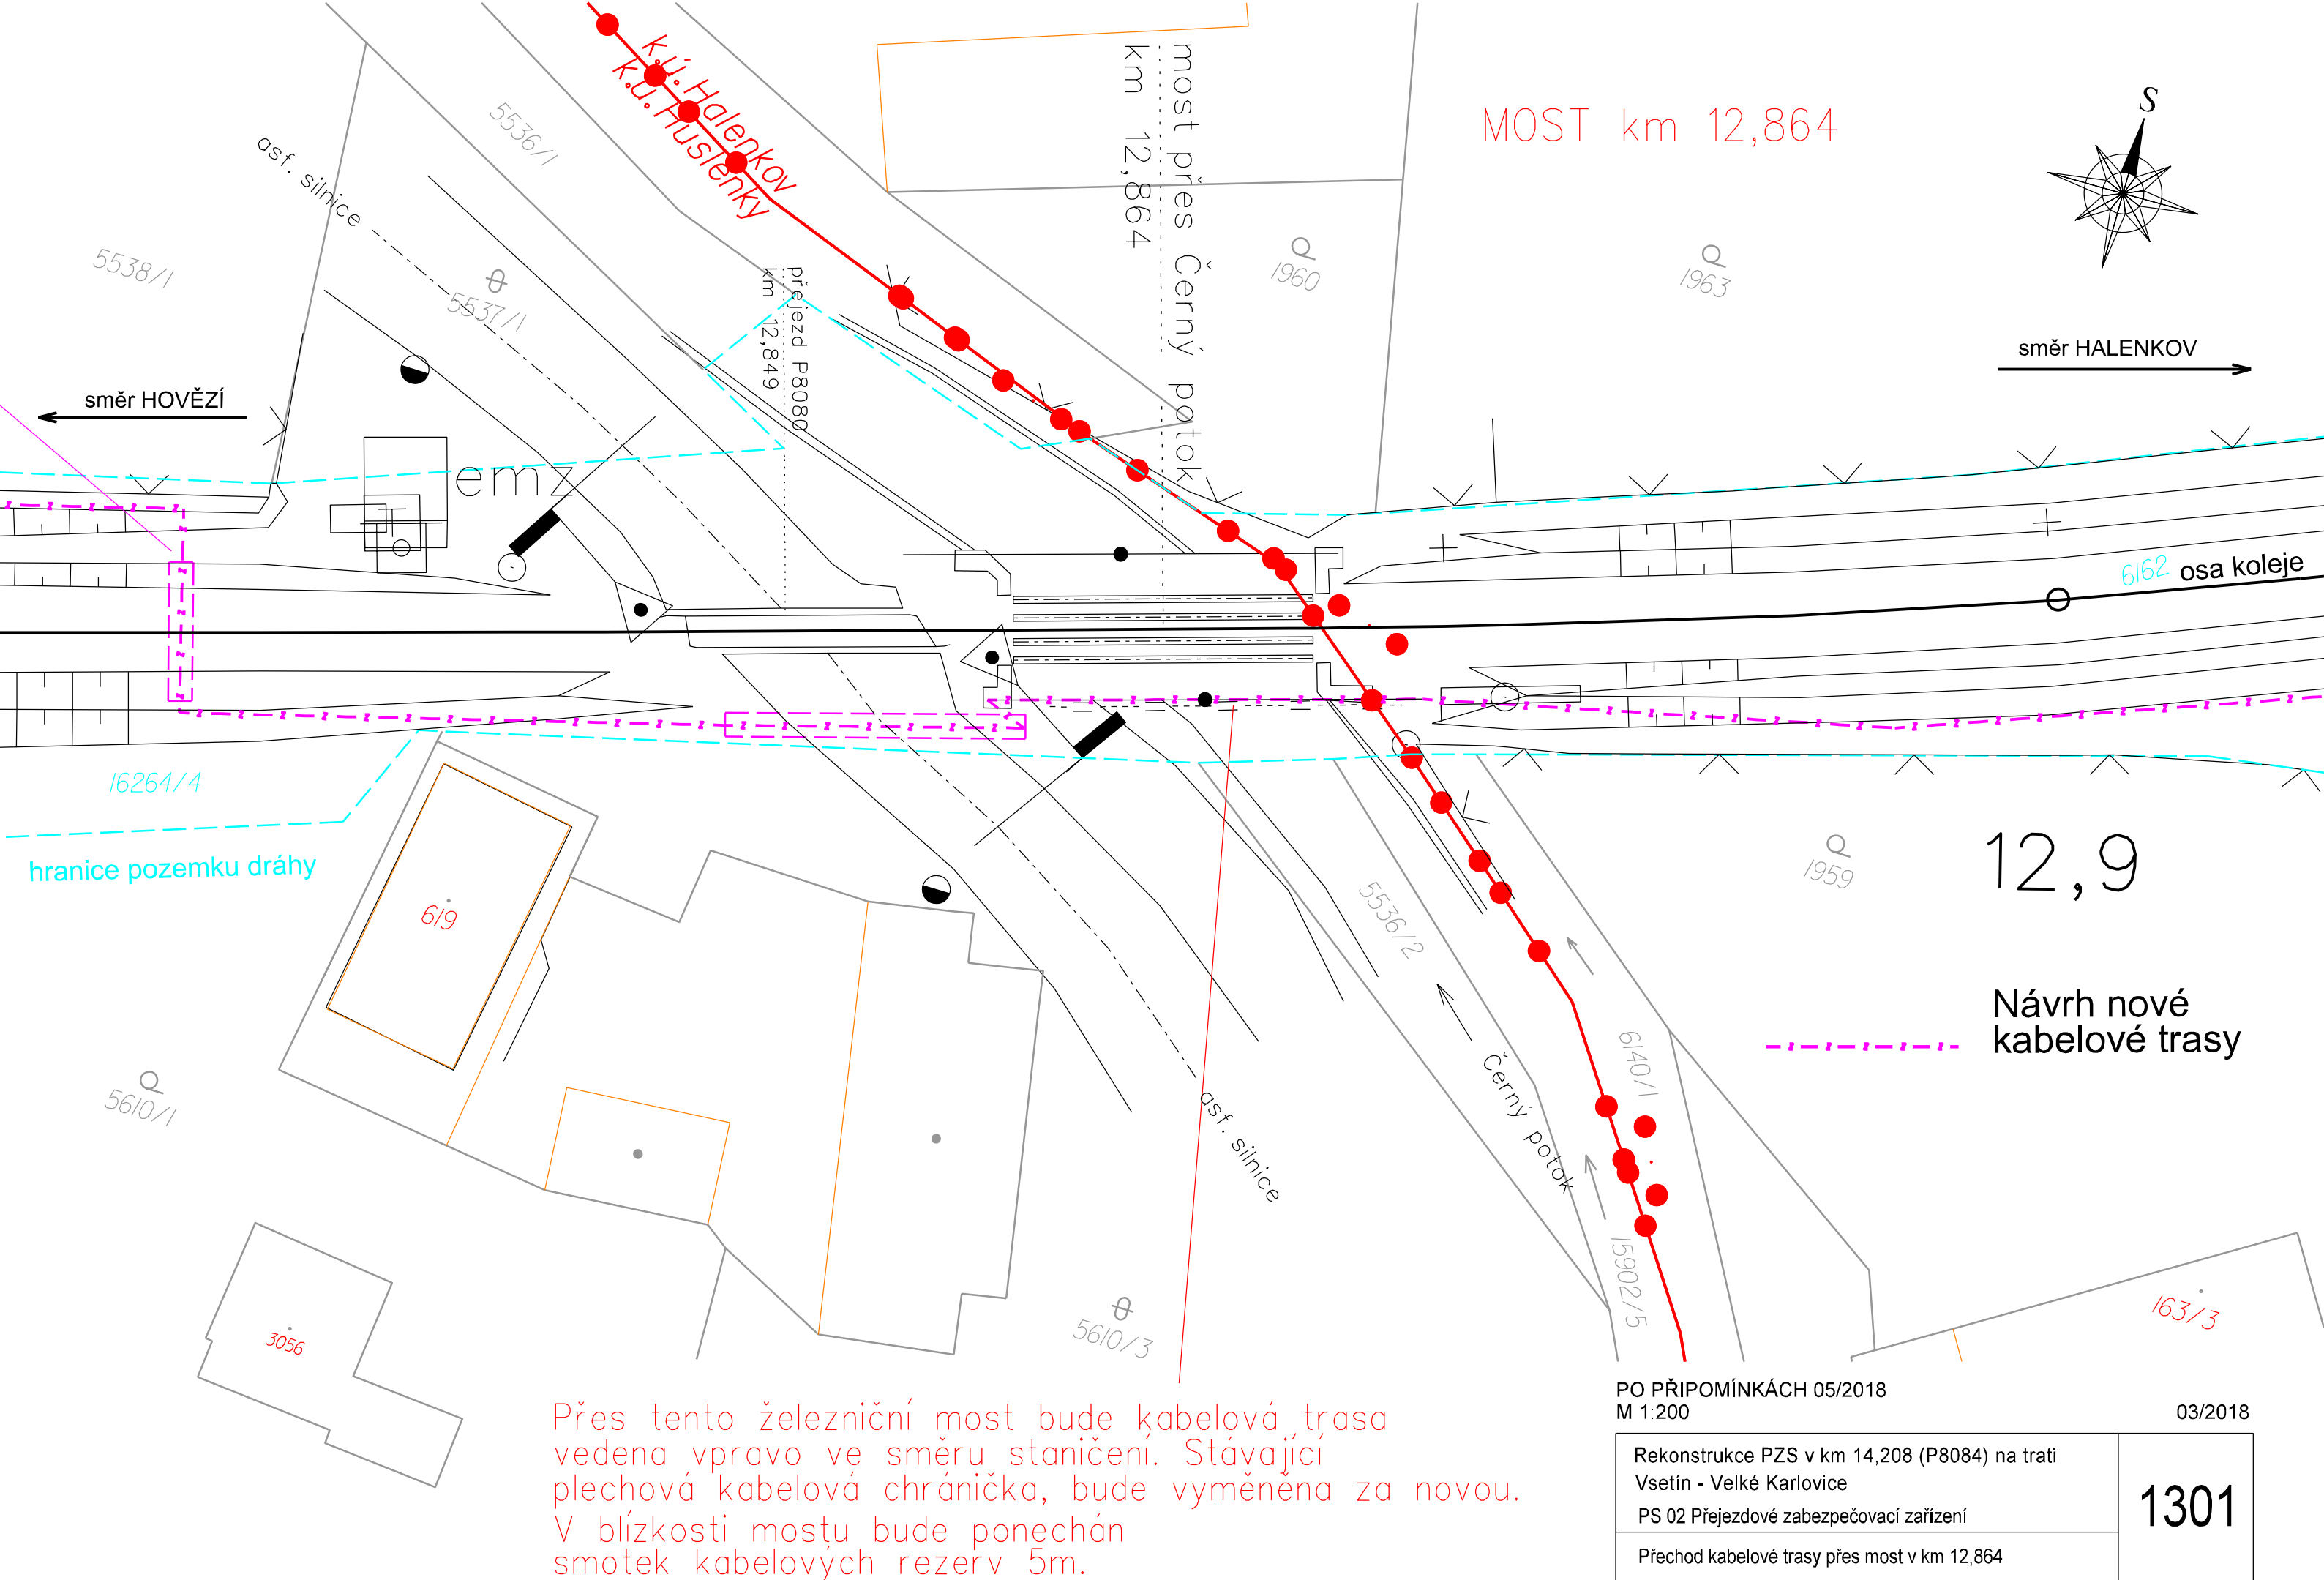 k.ú. Halenkov
k.ú. Huslenky
most přes Černý potok
km 12,864
MOST km 12,864
S
5536/1
asf. silnice
5538/1
5537/1
přejezd P8080
km 12,849
1960
1963
směr HALENKOV
směr HOVĚZÍ
emz
6162
osa koleje
16264/4
hranice pozemku dráhy
619
5536/2
1959
12,9
Návrh nové
kabelové trasy
6140/1
Černý potok
asf. silnice
5610/1
15902/5
163/3
3056
5610/3
Přes tento železniční most bude kabelová trasa
vedena vpravo ve směru staničení. Stávající
plechová kabelová chránička, bude vyměněna za novou.
V blízkosti mostu bude ponechán
smotek kabelových rezerv 5m.
PO PŘIPOMÍNKÁCH 05/2018
M 1:200
03/2018
Rekonstrukce PZS v km 14,208 (P8084) na trati
Vsetín - Velké Karlovice
PS 02 Přejezdové zabezpečovací zařízení
1301
Přechod kabelové trasy přes most v km 12,864